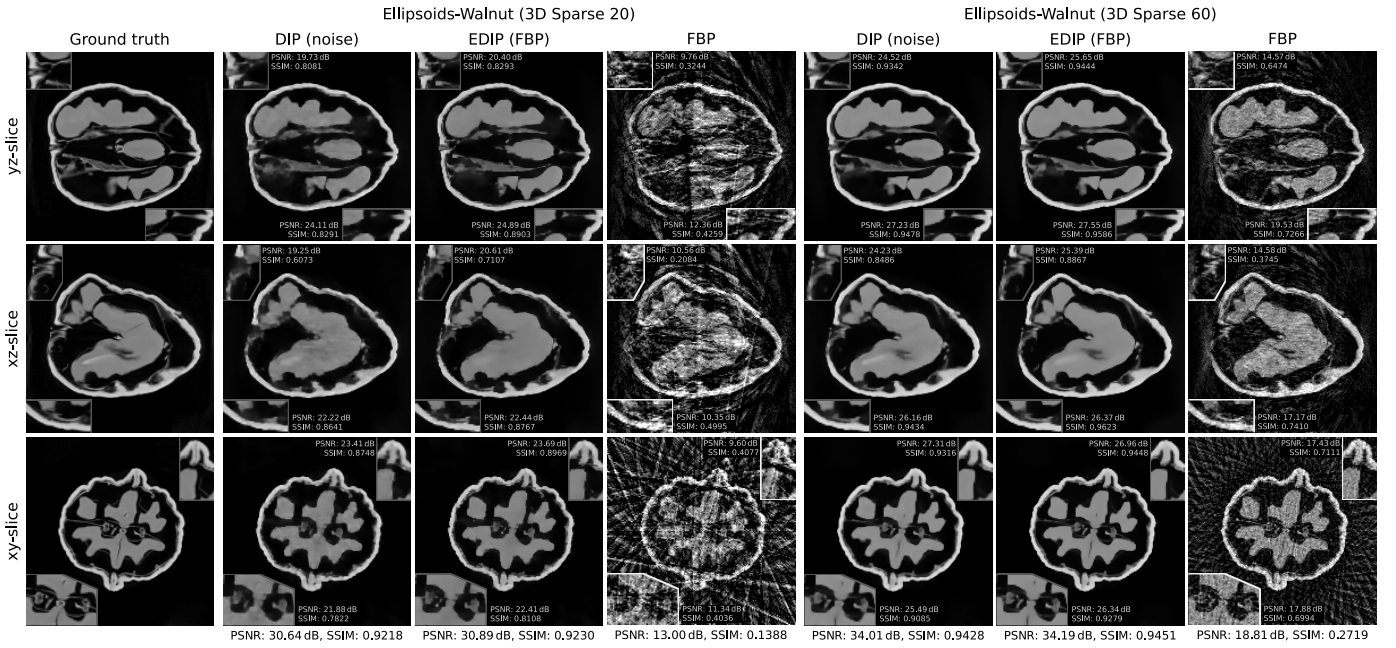 Ellipsoids-Walnut (3D Sparse 20)
Ellipsoids-Walnut (3D Sparse 60)
Ground truth
DIP (noise)
EDIP (FBP)
FBP
DIP (noise)
EDIP (FBP)
FBP
yz-slice
PSNR: 19.73 dB
SSIM: 0.8081
PSNR: 20.40 dB
SSIM: 0.8293
PSNR: 9.76 dB
SSIM: 0.3244
PSNR: 24.52 dB
SSIM: 0.9342
PSNR: 25.65 dB
SSIM: 0.9444
PSNR: 14.57 dB
SSIM: 0.6474
PSNR: 24.11 dB
SSIM: 0.8291
PSNR: 24.89 dB
SSIM: 0.8903
PSNR: 12.36 dB
SSIM: 0.4259
PSNR: 27.23 dB
SSIM: 0.9478
PSNR: 27.55 dB
SSIM: 0.9586
PSNR: 19.53 dB
SSIM: 0.7266
xz-slice
PSNR: 19.25 dB
SSIM: 0.6073
PSNR: 20.61 dB
SSIM: 0.7107
PSNR: 10.56 dB
SSIM: 0.2084
PSNR: 24.23 dB
SSIM: 0.8486
PSNR: 25.39 dB
SSIM: 0.8867
PSNR: 14.58 dB
SSIM: 0.3745
PSNR: 22.22 dB
SSIM: 0.8641
PSNR: 22.44 dB
SSIM: 0.8767
PSNR: 10.35 dB
SSIM: 0.4995
PSNR: 26.16 dB
SSIM: 0.9434
PSNR: 26.37 dB
SSIM: 0.9623
PSNR: 17.17 dB
SSIM: 0.7410
xy-slice
PSNR: 23.41 dB
SSIM: 0.8748
PSNR: 23.69 dB
SSIM: 0.8969
PSNR: 9.60 dB
SSIM: 0.4077
PSNR: 27.31 dB
SSIM: 0.9316
PSNR: 26.96 dB
SSIM: 0.9448
PSNR: 17.43 dB
SSIM: 0.7111
PSNR: 21.88 dB
SSIM: 0.7822
PSNR: 22.41 dB
SSIM: 0.8108
PSNR: 11.34 dB
SSIM: 0.4036
PSNR: 25.49 dB
SSIM: 0.9085
PSNR: 26.34 dB
SSIM: 0.9279
PSNR: 17.88 dB
SSIM: 0.6994
PSNR: 30.64 dB, SSIM: 0.9218
PSNR: 30.89 dB, SSIM: 0.9230
PSNR: 13.00 dB, SSIM: 0.1388
PSNR: 34.01 dB, SSIM: 0.9428
PSNR: 34.19 dB, SSIM: 0.9451
PSNR: 18.81 dB, SSIM: 0.2719